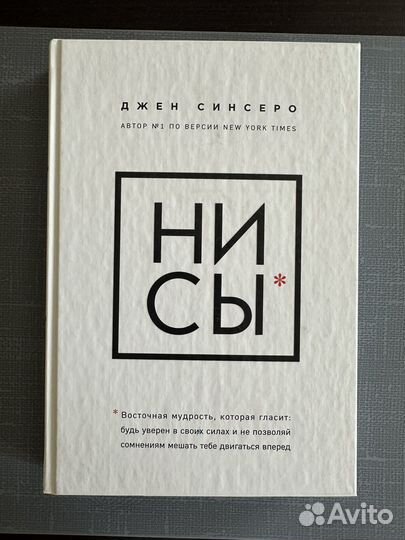 ДЖЕН СИНСЕРО
АВТОР №1 ПО ВЕРСИИ NEW YORK TIMES
НИ
СЫ*
* Восточная мудрость, которая гласит:
будь уверен в своих силах и не позволяй
сомнениям мешать тебе двигаться вперед
Avito